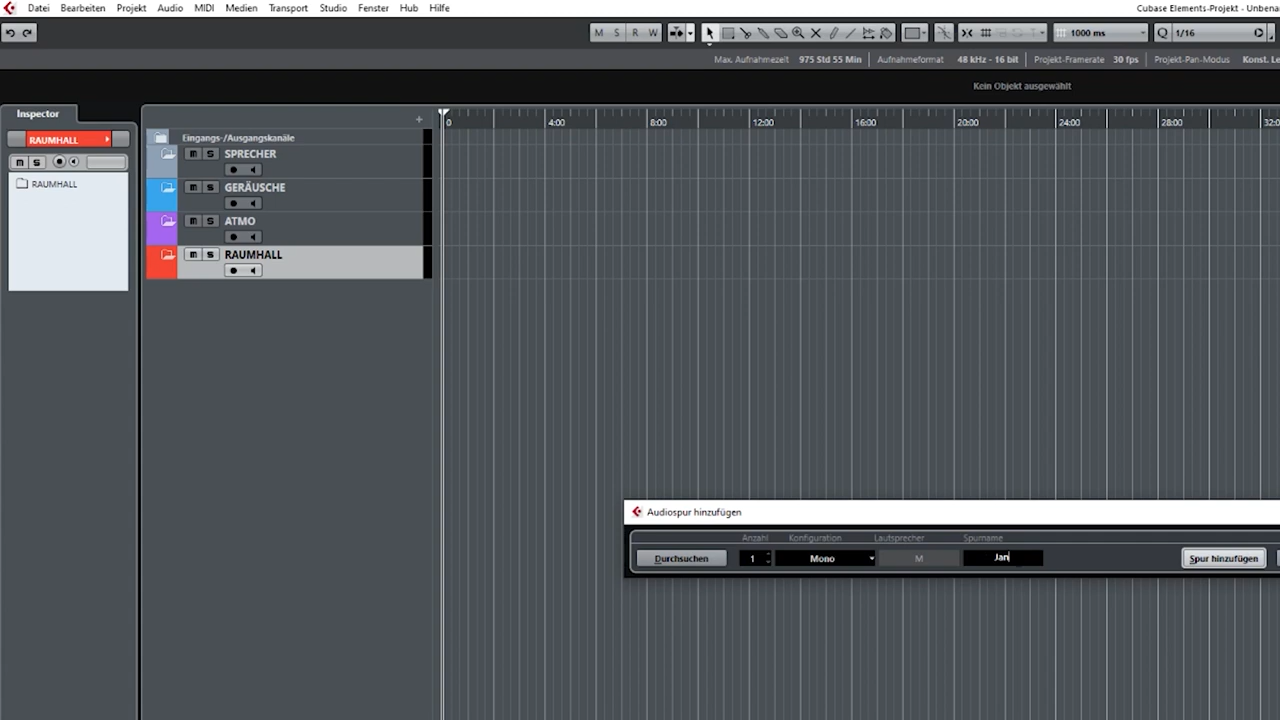 Datei Bearbeiten Projekt Audio MIDI Medien Transport Studio Fenster Hub Hilfe
Cubase Elements-Projekt - Unbena
M S R W 1000 ms Q 1/16
Max. Aufnahmezeit 975 Std 55 Min Aufnahmeformat 48 kHz - 16 bit Projekt-Framerate 30 fps Projekt-Pan-Modus Konst. Le
Kein Objekt ausgewählt
Inspector
RAUMHALL
m S
RAUMHALL
+
0 4:00 8:00 12:00 16:00 20:00 24:00 28:00 32:0
Eingangs-/Ausgangskanäle
m S SPRECHER
m S GERÄUSCHE
m S ATMO
m S RAUMHALL
Audiospur hinzufügen
Anzahl Konfiguration Lautsprecher Spurname
Durchsuchen 1 Mono M Jan Spur hinzufügen